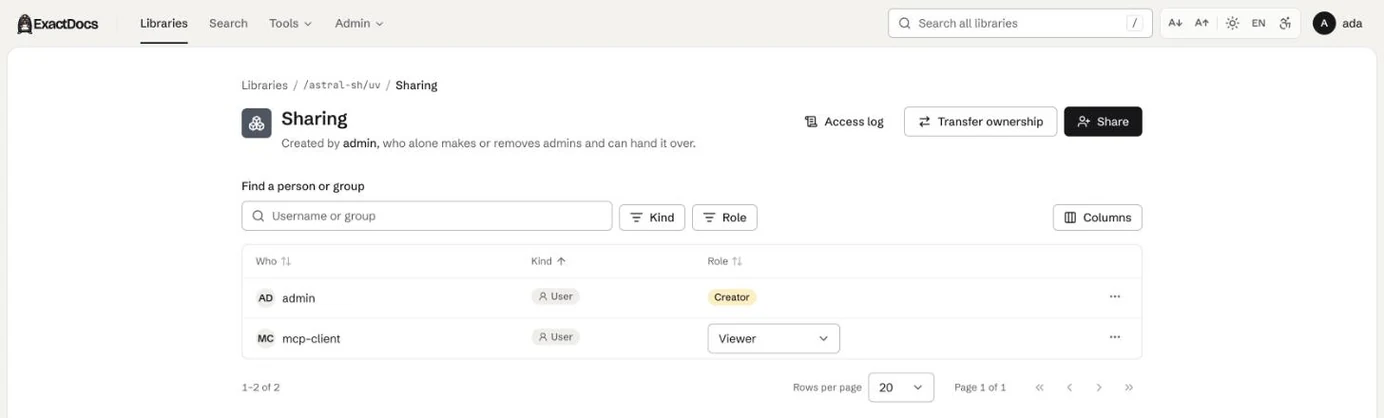 ExactDocs Libraries Search Tools Admin Search all libraries / A↓ A↑ EN A ada
Libraries / /astral-sh/uv / Sharing
Sharing Access log Transfer ownership Share
Created by admin, who alone makes or removes admins and can hand it over.
Find a person or group
Username or group Kind Role Columns
Who Kind Role
AD admin User Creator ...
MC mcp-client User Viewer ...
1–2 of 2 Rows per page 20 Page 1 of 1